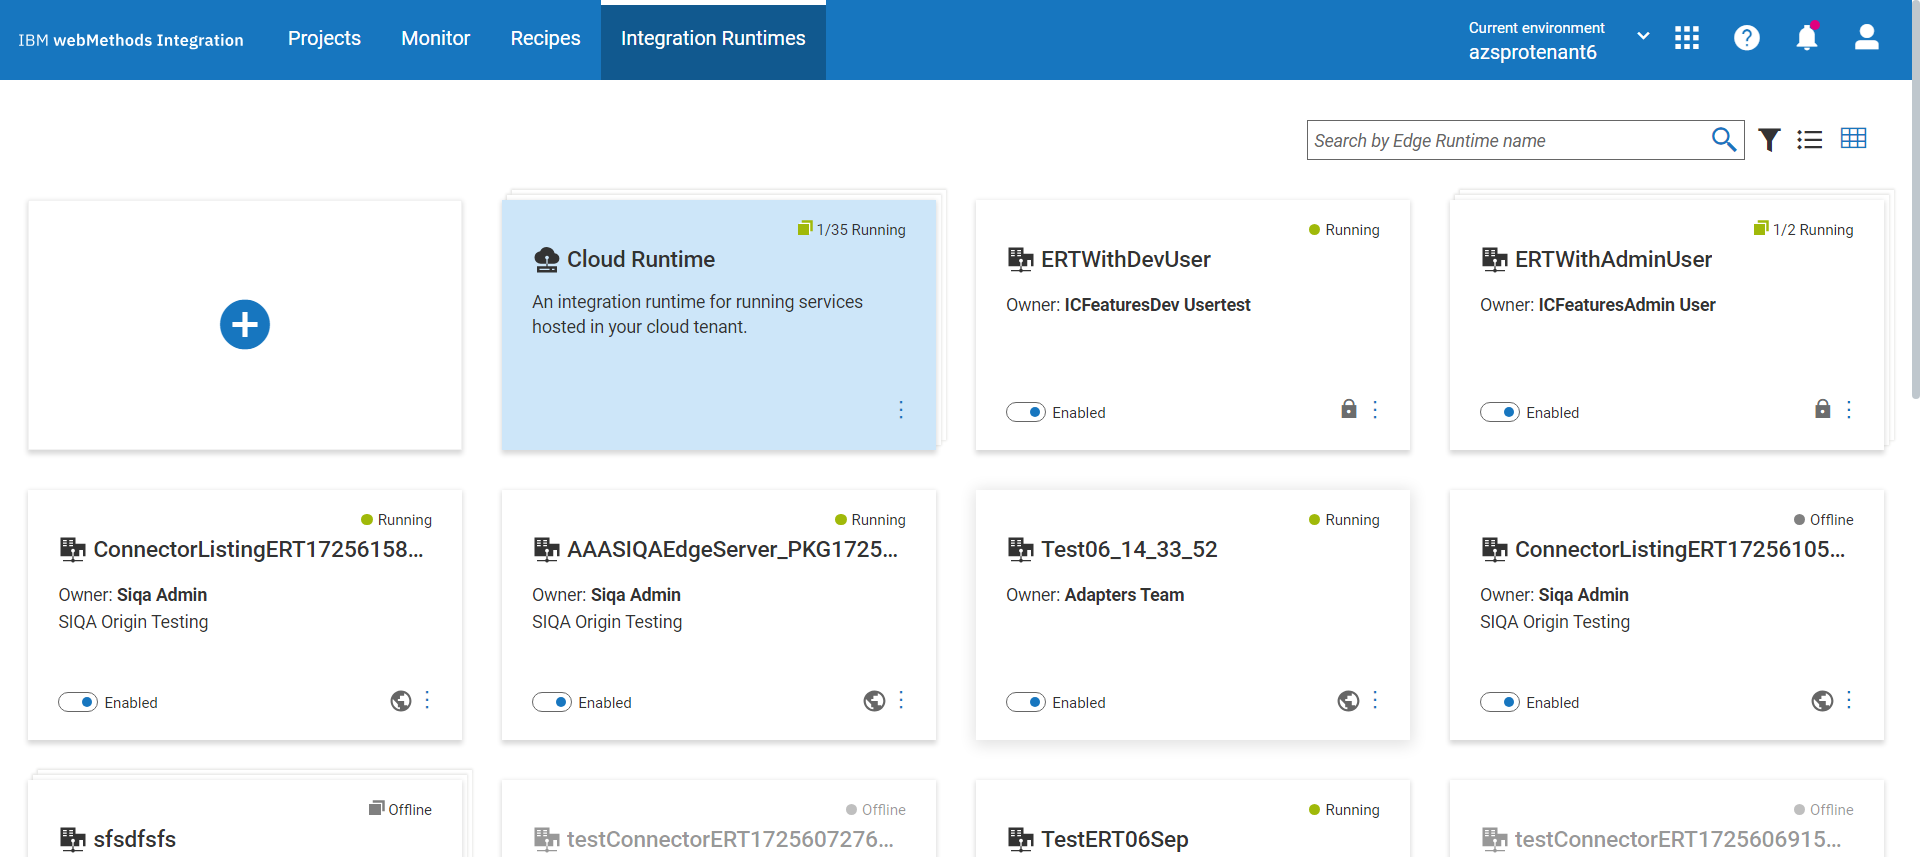 IBM webMethods Integration
Projects
Monitor
Recipes
Integration Runtimes
Current environment
azsprotenant6
Search by Edge Runtime name
1/35 Running
Cloud Runtime
An integration runtime for running services
hosted in your cloud tenant.
Running
ERTWithDevUser
Owner: ICFeaturesDev Usertest
Enabled
1/2 Running
ERTWithAdminUser
Owner: ICFeaturesAdmin User
Enabled
Running
ConnectorListingERT17256158...
Owner: Siqa Admin
SIQA Origin Testing
Enabled
Running
AAASIQAEdgeServer_PKG1725...
Owner: Siqa Admin
SIQA Origin Testing
Enabled
Running
Test06_14_33_52
Owner: Adapters Team
Enabled
Offline
ConnectorListingERT17256105...
Owner: Siqa Admin
SIQA Origin Testing
Enabled
Offline
sfsdfsfs
Offline
testConnectorERT1725607276...
Running
TestERT06Sep
Offline
testConnectorERT1725606915...